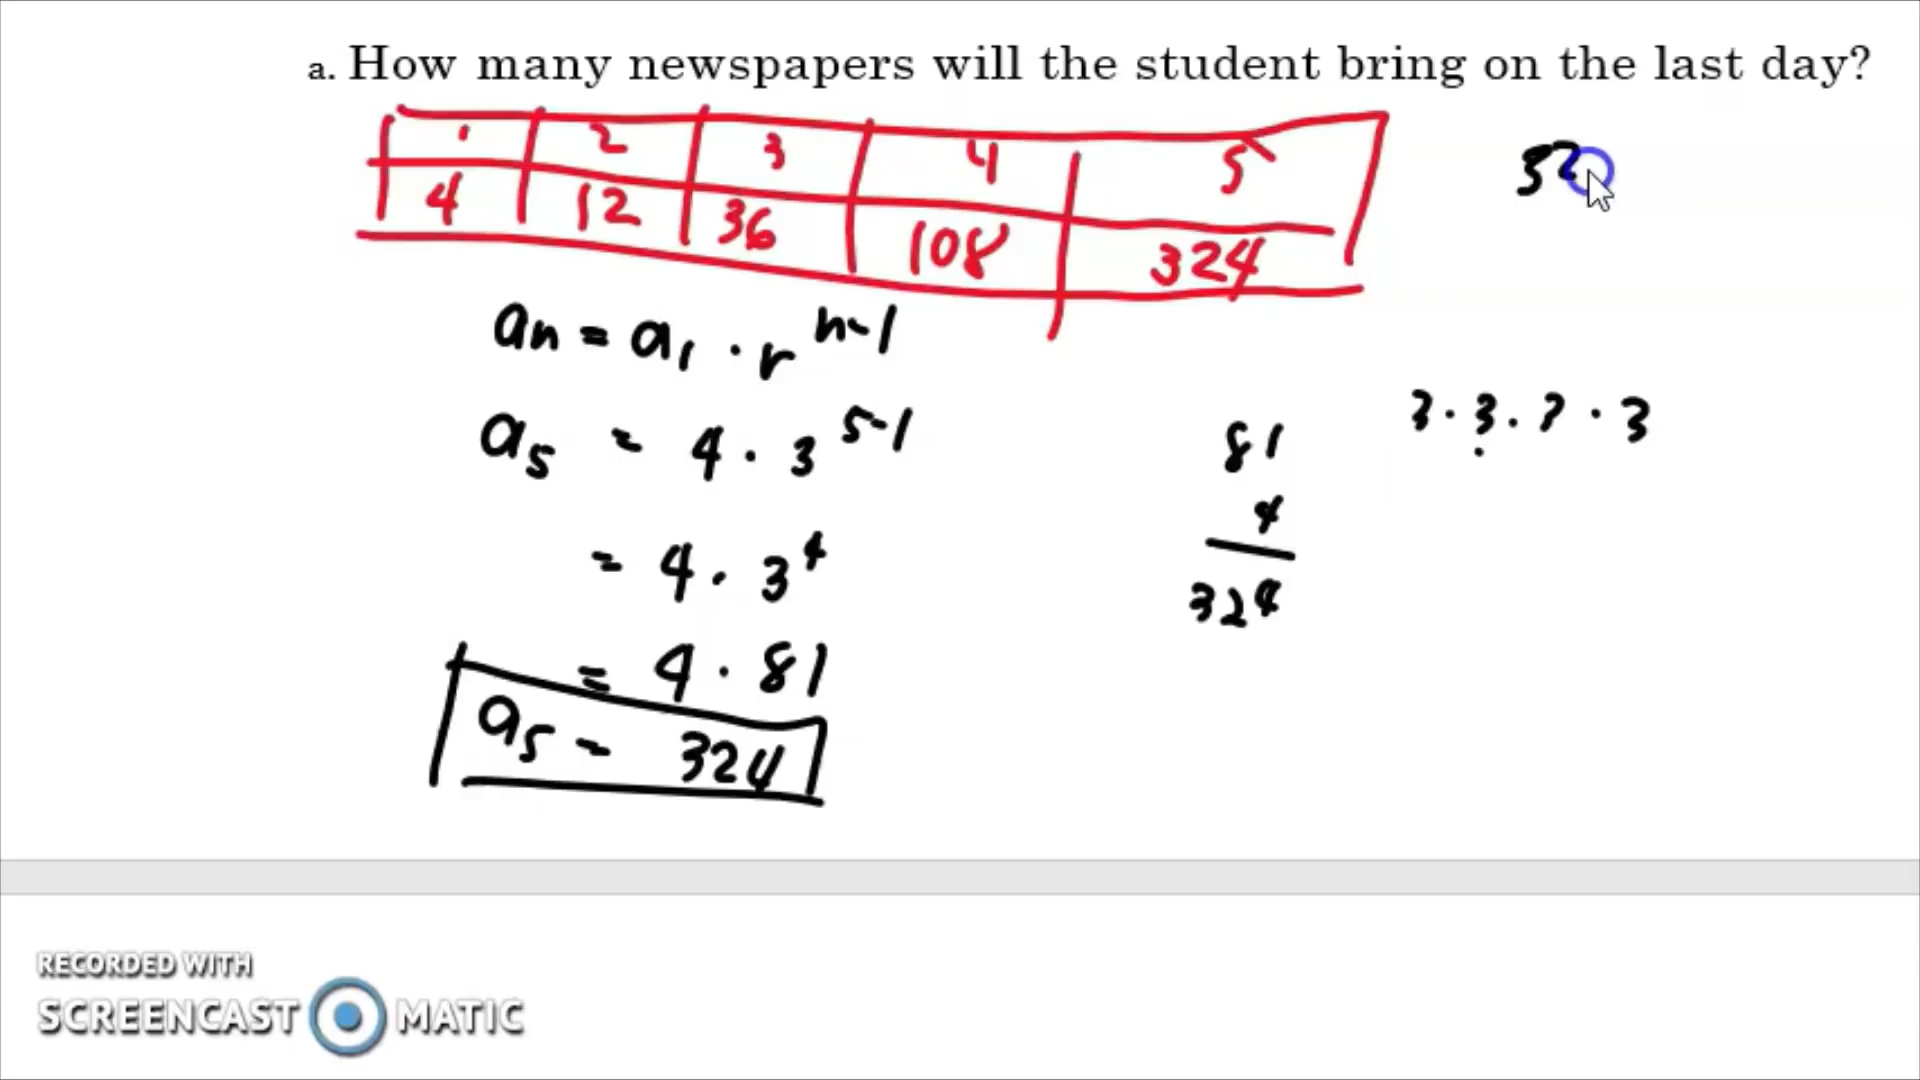 a. How many newspapers will the student bring on the last day?
1 2 3 4 5
4 12 36 108 324
32
an = a1 · r^n-1
a5 = 4 · 3^5-1
3 · 3 · 3 · 3
81
4
324
= 4 · 3^4
= 4 · 81
a5 = 324
RECORDED WITH
SCREENCAST MATIC